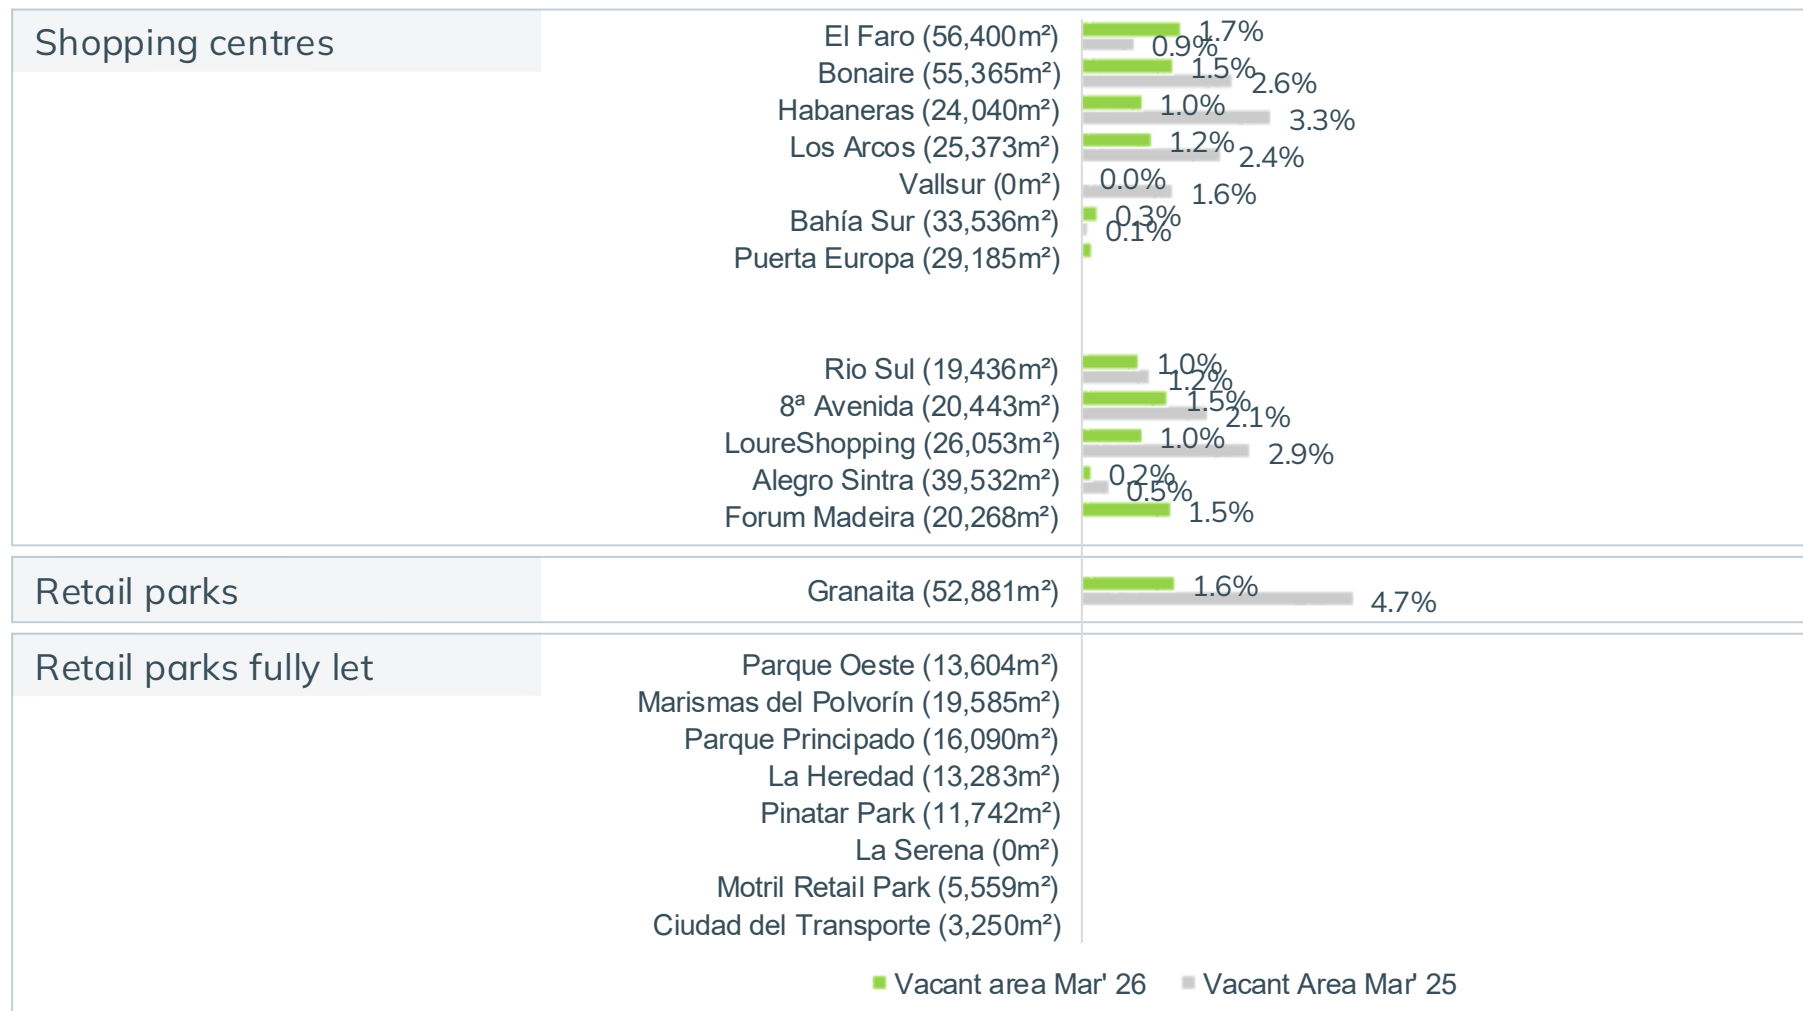 Shopping centres
El Faro (56,400m²) 1.7%
0.9%
Bonaire (55,365m²) 1.5%
2.6%
Habaneras (24,040m²) 1.0%
3.3%
Los Arcos (25,373m²) 1.2%
2.4%
Vallsur (0m²) 0.0%
1.6%
Bahía Sur (33,536m²) 0.3%
0.1%
Puerta Europa (29,185m²)
Rio Sul (19,436m²) 1.0%
1.2%
8ª Avenida (20,443m²) 1.5%
2.1%
LoureShopping (26,053m²) 1.0%
2.9%
Alegro Sintra (39,532m²) 0.2%
0.5%
Forum Madeira (20,268m²) 1.5%
Retail parks
Granaita (52,881m²) 1.6%
4.7%
Retail parks fully let
Parque Oeste (13,604m²)
Marismas del Polvorín (19,585m²)
Parque Principado (16,090m²)
La Heredad (13,283m²)
Pinatar Park (11,742m²)
La Serena (0m²)
Motril Retail Park (5,559m²)
Ciudad del Transporte (3,250m²)
Vacant area Mar' 26 Vacant Area Mar' 25